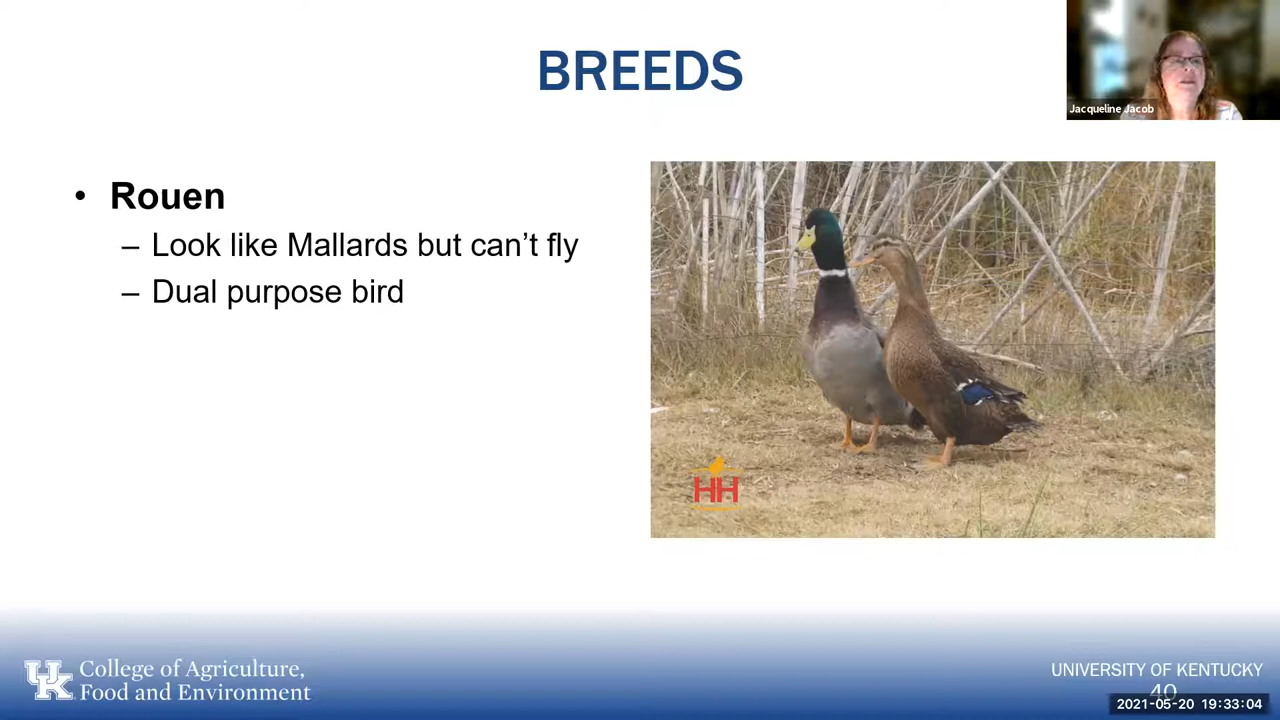 BREEDS
Jacqueline Jacob
• Rouen
– Look like Mallards but can’t fly
– Dual purpose bird
HH
UK
College of Agriculture,
Food and Environment
UNIVERSITY OF KENTUCKY
40
2021-05-20 19:33:04